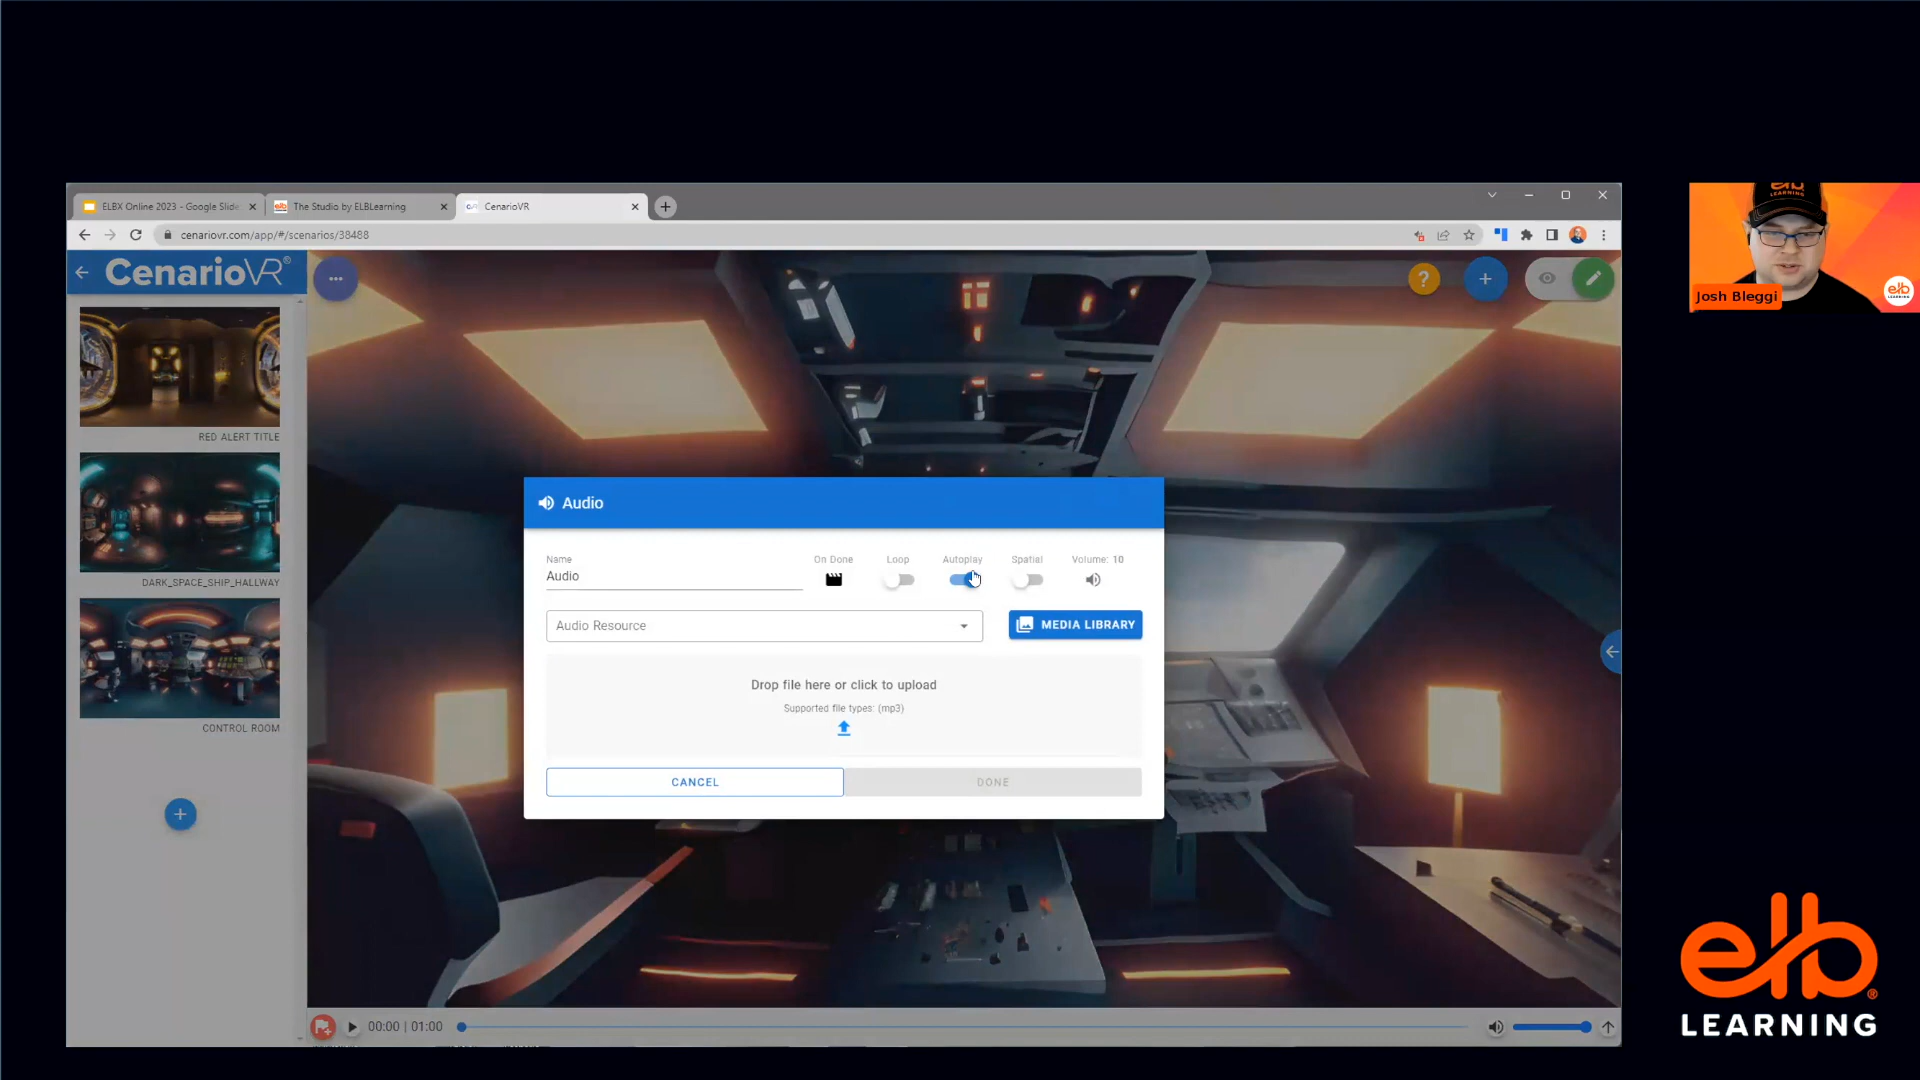 ELBX Online 2023 - Google Slide
The Studio by ELBLearning
CenarioVR
cenariovr.com/app/#/scenarios/38488
CenarioVR®
RED ALERT TITLE
DARK_SPACE_SHIP_HALLWAY
CONTROL ROOM
?
Audio
Name
Audio
On Done
Loop
Autoplay
Spatial
Volume: 10
Audio Resource
MEDIA LIBRARY
Drop file here or click to upload
Supported file types: (mp3)
CANCEL
DONE
00:00 | 01:00
Josh Bleggi
elb
LEARNING
elb®
LEARNING